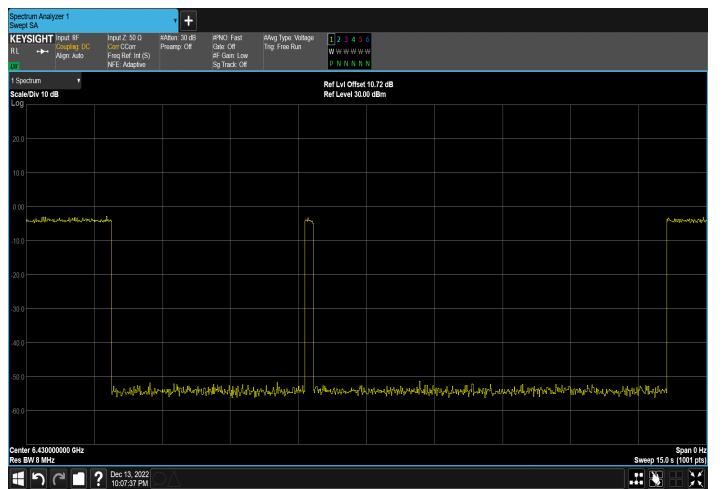 Spectrum Analyzer 1
Swept SA
KEYSIGHT Input: RF Input Z: 50 Ω #Atten: 30 dB #PNO: Fast #Avg Type: Voltage 1 2 3 4 5 6
RL Coupling: DC Corr CCorr Preamp: Off Gate: Off Trig: Free Run W W W W W W
Align: Auto Freq Ref: Int (S) #IF Gain: Low
NFE: Adaptive Sig Track: Off P N N N N N
1 Spectrum
Scale/Div 10 dB
Log
Ref Lvl Offset 10.72 dB
Ref Level 30.00 dBm
20.0
10.0
0.00
-10.0
-20.0
-30.0
-40.0
-50.0
-60.0
Center 6.430000000 GHz Span 0 Hz
Res BW 8 MHz Sweep 15.0 s (1001 pts)
? Dec 13, 2022
10:07:37 PM